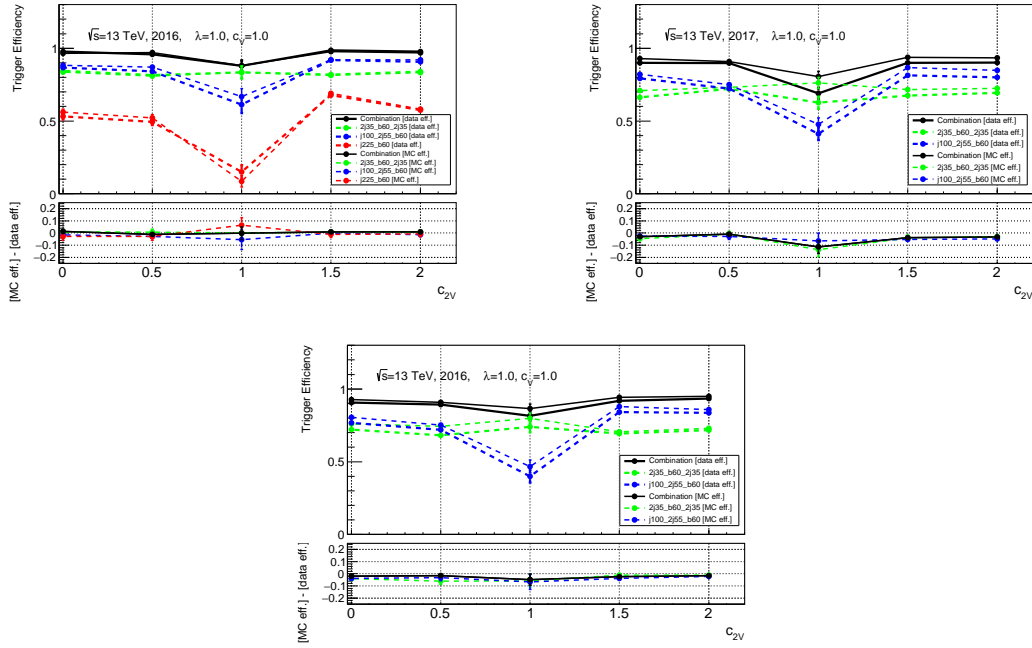 Trigger Efficiency
√s=13 TeV, 2016, λ=1.0, c_V=1.0
1
0.5
0
Combination [data eff.]
2j35_b60_2j35 [data eff.]
j100_2j55_b60 [data eff.]
j225_b60 [data eff.]
Combination [MC eff.]
2j35_b60_2j35 [MC eff.]
j100_2j55_b60 [MC eff.]
j225_b60 [MC eff.]
[MC eff.] - [data eff.]
0.2
0.1
0
−0.1
−0.2
0 0.5 1 1.5 2
c_2V
Trigger Efficiency
√s=13 TeV, 2017, λ=1.0, c_V=1.0
1
0.5
0
Combination [data eff.]
2j35_b60_2j35 [data eff.]
j100_2j55_b60 [data eff.]
Combination [MC eff.]
2j35_b60_2j35 [MC eff.]
j100_2j55_b60 [MC eff.]
[MC eff.] - [data eff.]
0.2
0.1
0
−0.1
−0.2
0 0.5 1 1.5 2
c_2V
Trigger Efficiency
√s=13 TeV, 2016, λ=1.0, c_V=1.0
1
0.5
0
Combination [data eff.]
2j35_b60_2j35 [data eff.]
j100_2j55_b60 [data eff.]
Combination [MC eff.]
2j35_b60_2j35 [MC eff.]
j100_2j55_b60 [MC eff.]
[MC eff.] - [data eff.]
0.2
0.1
0
−0.1
−0.2
0 0.5 1 1.5 2
c_2V